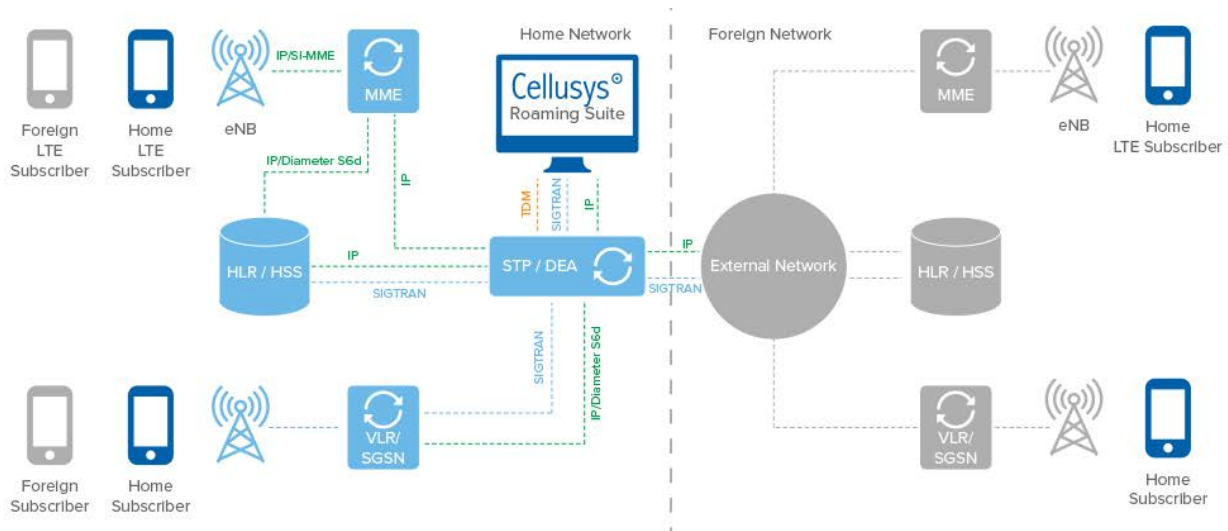 Home Network
Foreign Network
IP/SI-MME
MME
Cellusys
Roaming Suite
MME
eNB
eNB
Foreign
LTE
Subscriber
Home
LTE
Subscriber
Home
LTE Subscriber
IP/Diameter S6d
IP
TDM
SIGTRAN
IP
HLR / HSS
IP
SIGTRAN
STP / DEA
IP
SIGTRAN
External Network
HLR / HSS
SIGTRAN
IP/Diameter S6d
VLR/
SGSN
VLR/
SGSN
Foreign
Subscriber
Home
Subscriber
Home
Subscriber